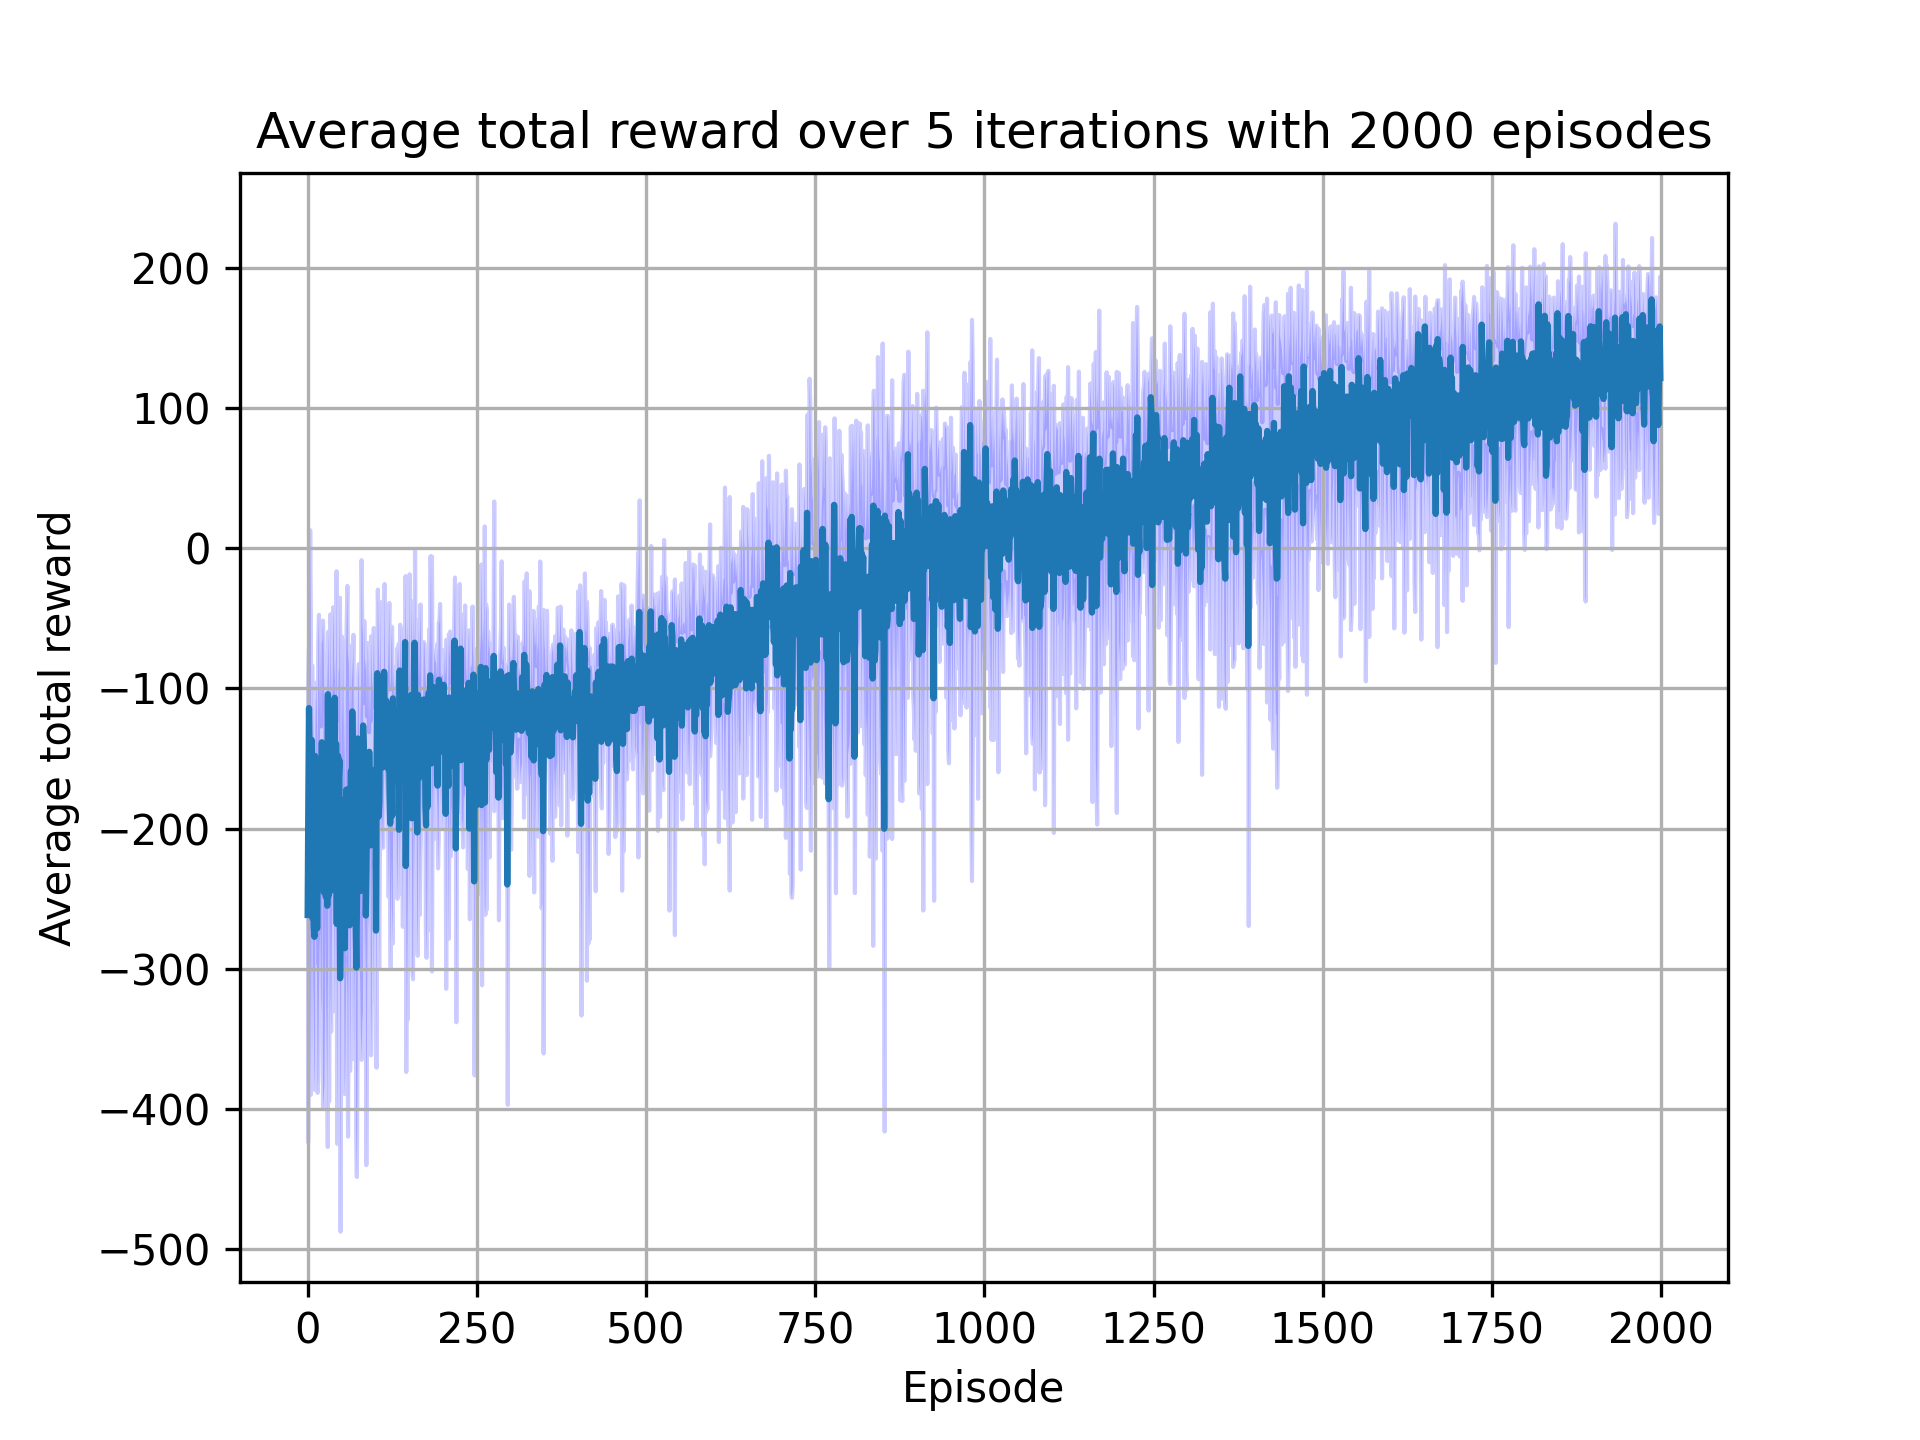 Average total reward over 5 iterations with 2000 episodes
Average total reward
200
100
0
−100
−200
−300
−400
−500
0 250 500 750 1000 1250 1500 1750 2000
Episode